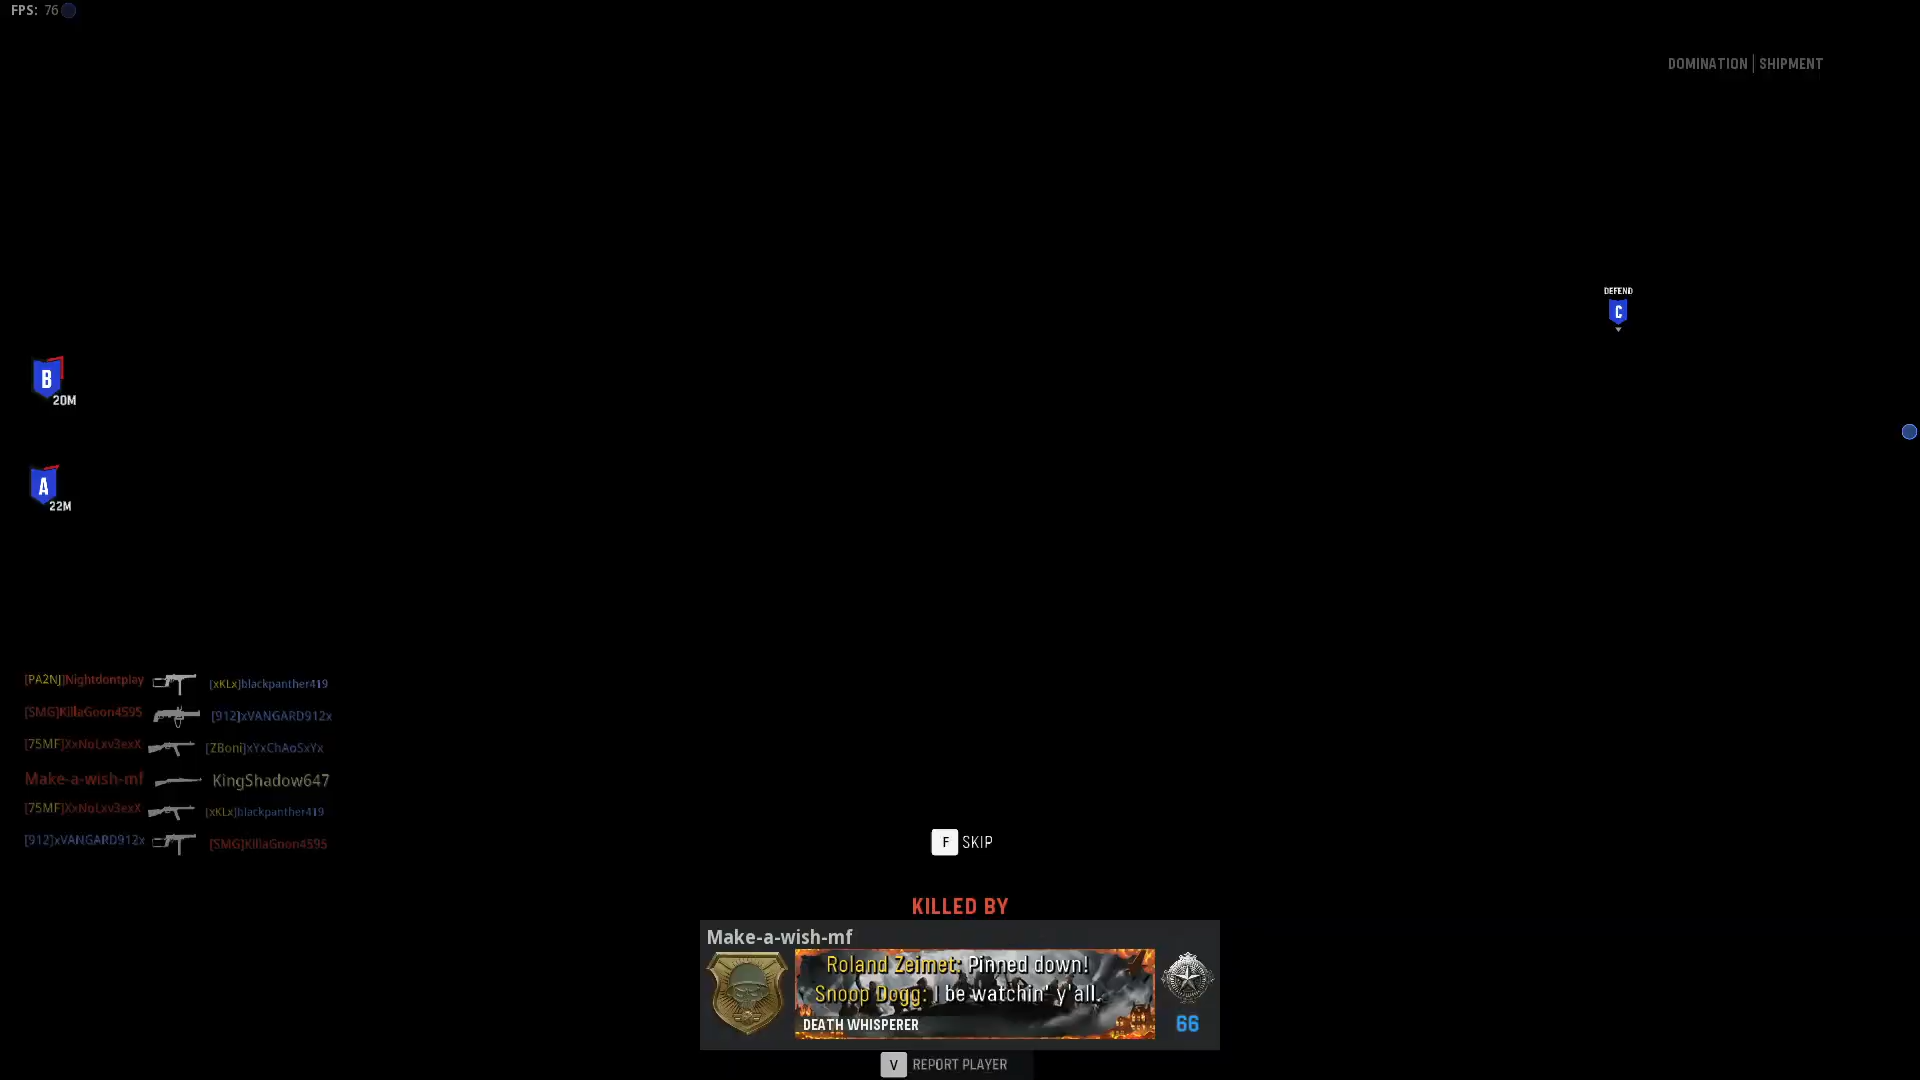 FPS: 76
DOMINATION | SHIPMENT
DEFEND
C
B
20M
A
22M
[PA2NJ]Nightdontplay [xKLx]blackpanther419
[SMG]KillaGoon4595 [912]xVANGARD912x
[75MF]XxNoLxv3exX [ZBoni]xYxChAoSxYx
Make-a-wish-mf KingShadow647
[75MF]XxNoLxv3exX [xKLx]blackpanther419
[912]xVANGARD912x [SMG]KillaGoon4595
F SKIP
KILLED BY
Make-a-wish-mf
Roland Zeimet: Pinned down!
Snoop Dogg: I be watchin' y'all.
DEATH WHISPERER
66
V REPORT PLAYER